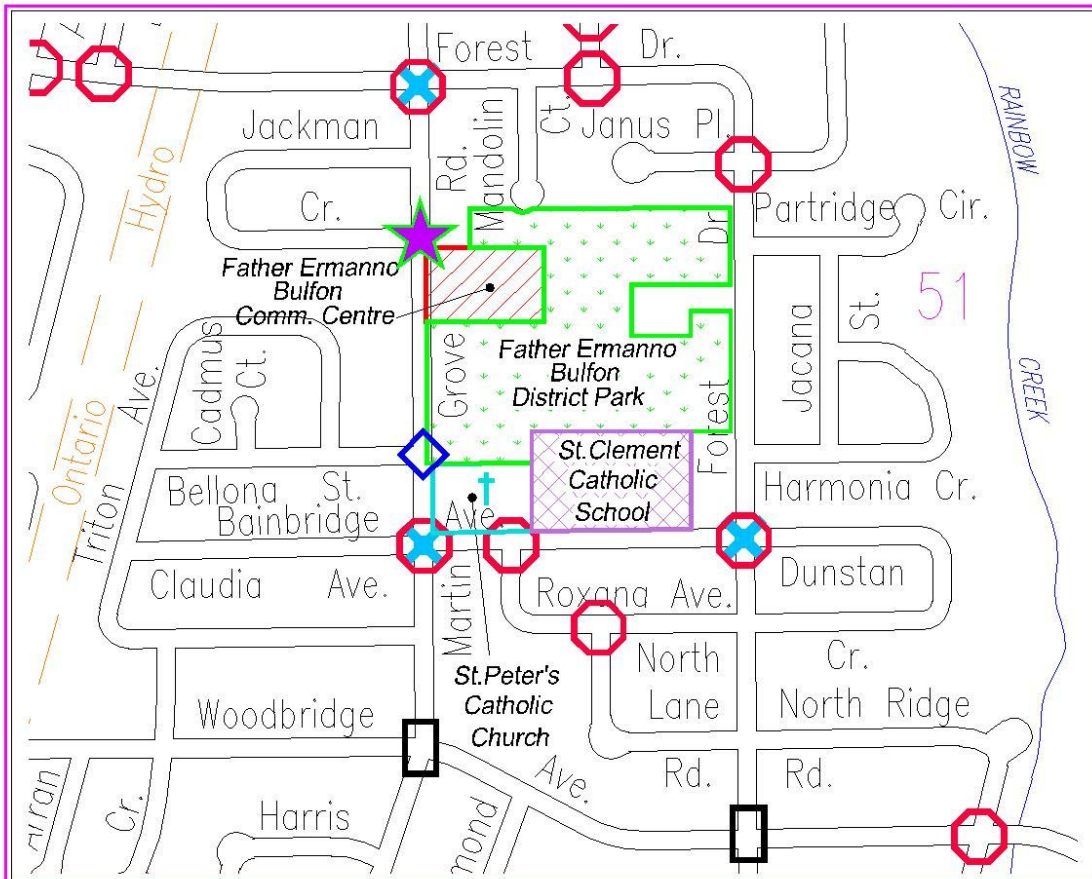 Forest Dr.
Jackman
Cr.
Rd.
Mandolin
Ct.
Janus Pl.
RAINBOW
CREEK
Hydro
Ontario
Partridge Cir.
Dr.
Father Ermanno
Bulfon
Comm. Centre
51
St.
Jacana
Father Ermanno
Bulfon
District Park
Grove
Forest
Cadmus
Ct.
Triton Ave.
St.Clement
Catholic
School
Harmonia Cr.
Bellona St.
Bainbridge Ave
Claudia Ave.
Martin
Roxana Ave.
Dunstan
Cr.
St.Peter's
Catholic
Church
North
Lane
North Ridge
Rd.
Rd.
Woodbridge
Ave.
Arran
Cr.
Harris
mond